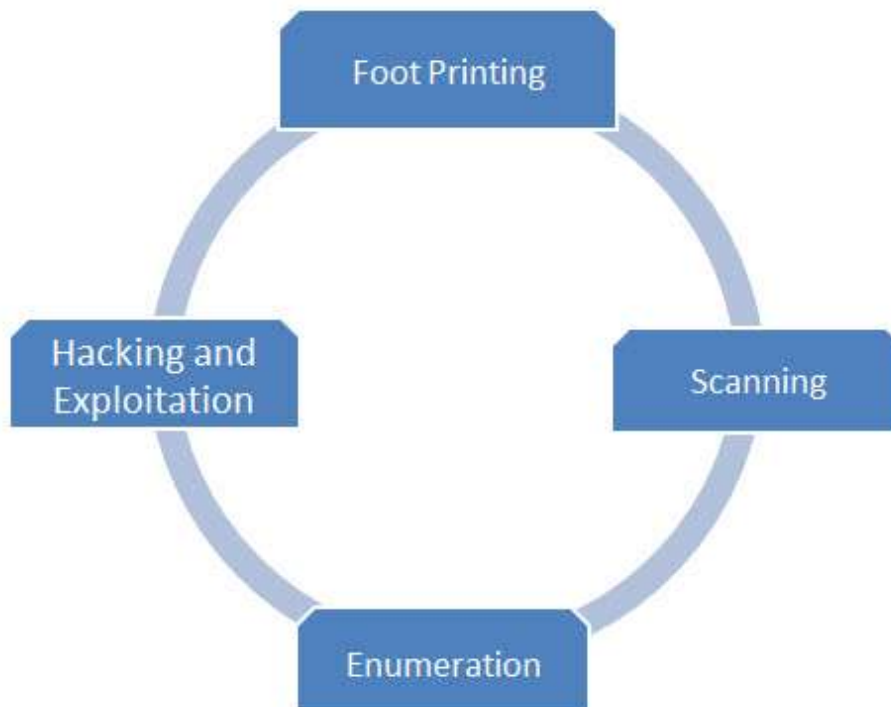 Foot Printing
Scanning
Enumeration
Hacking and
Exploitation